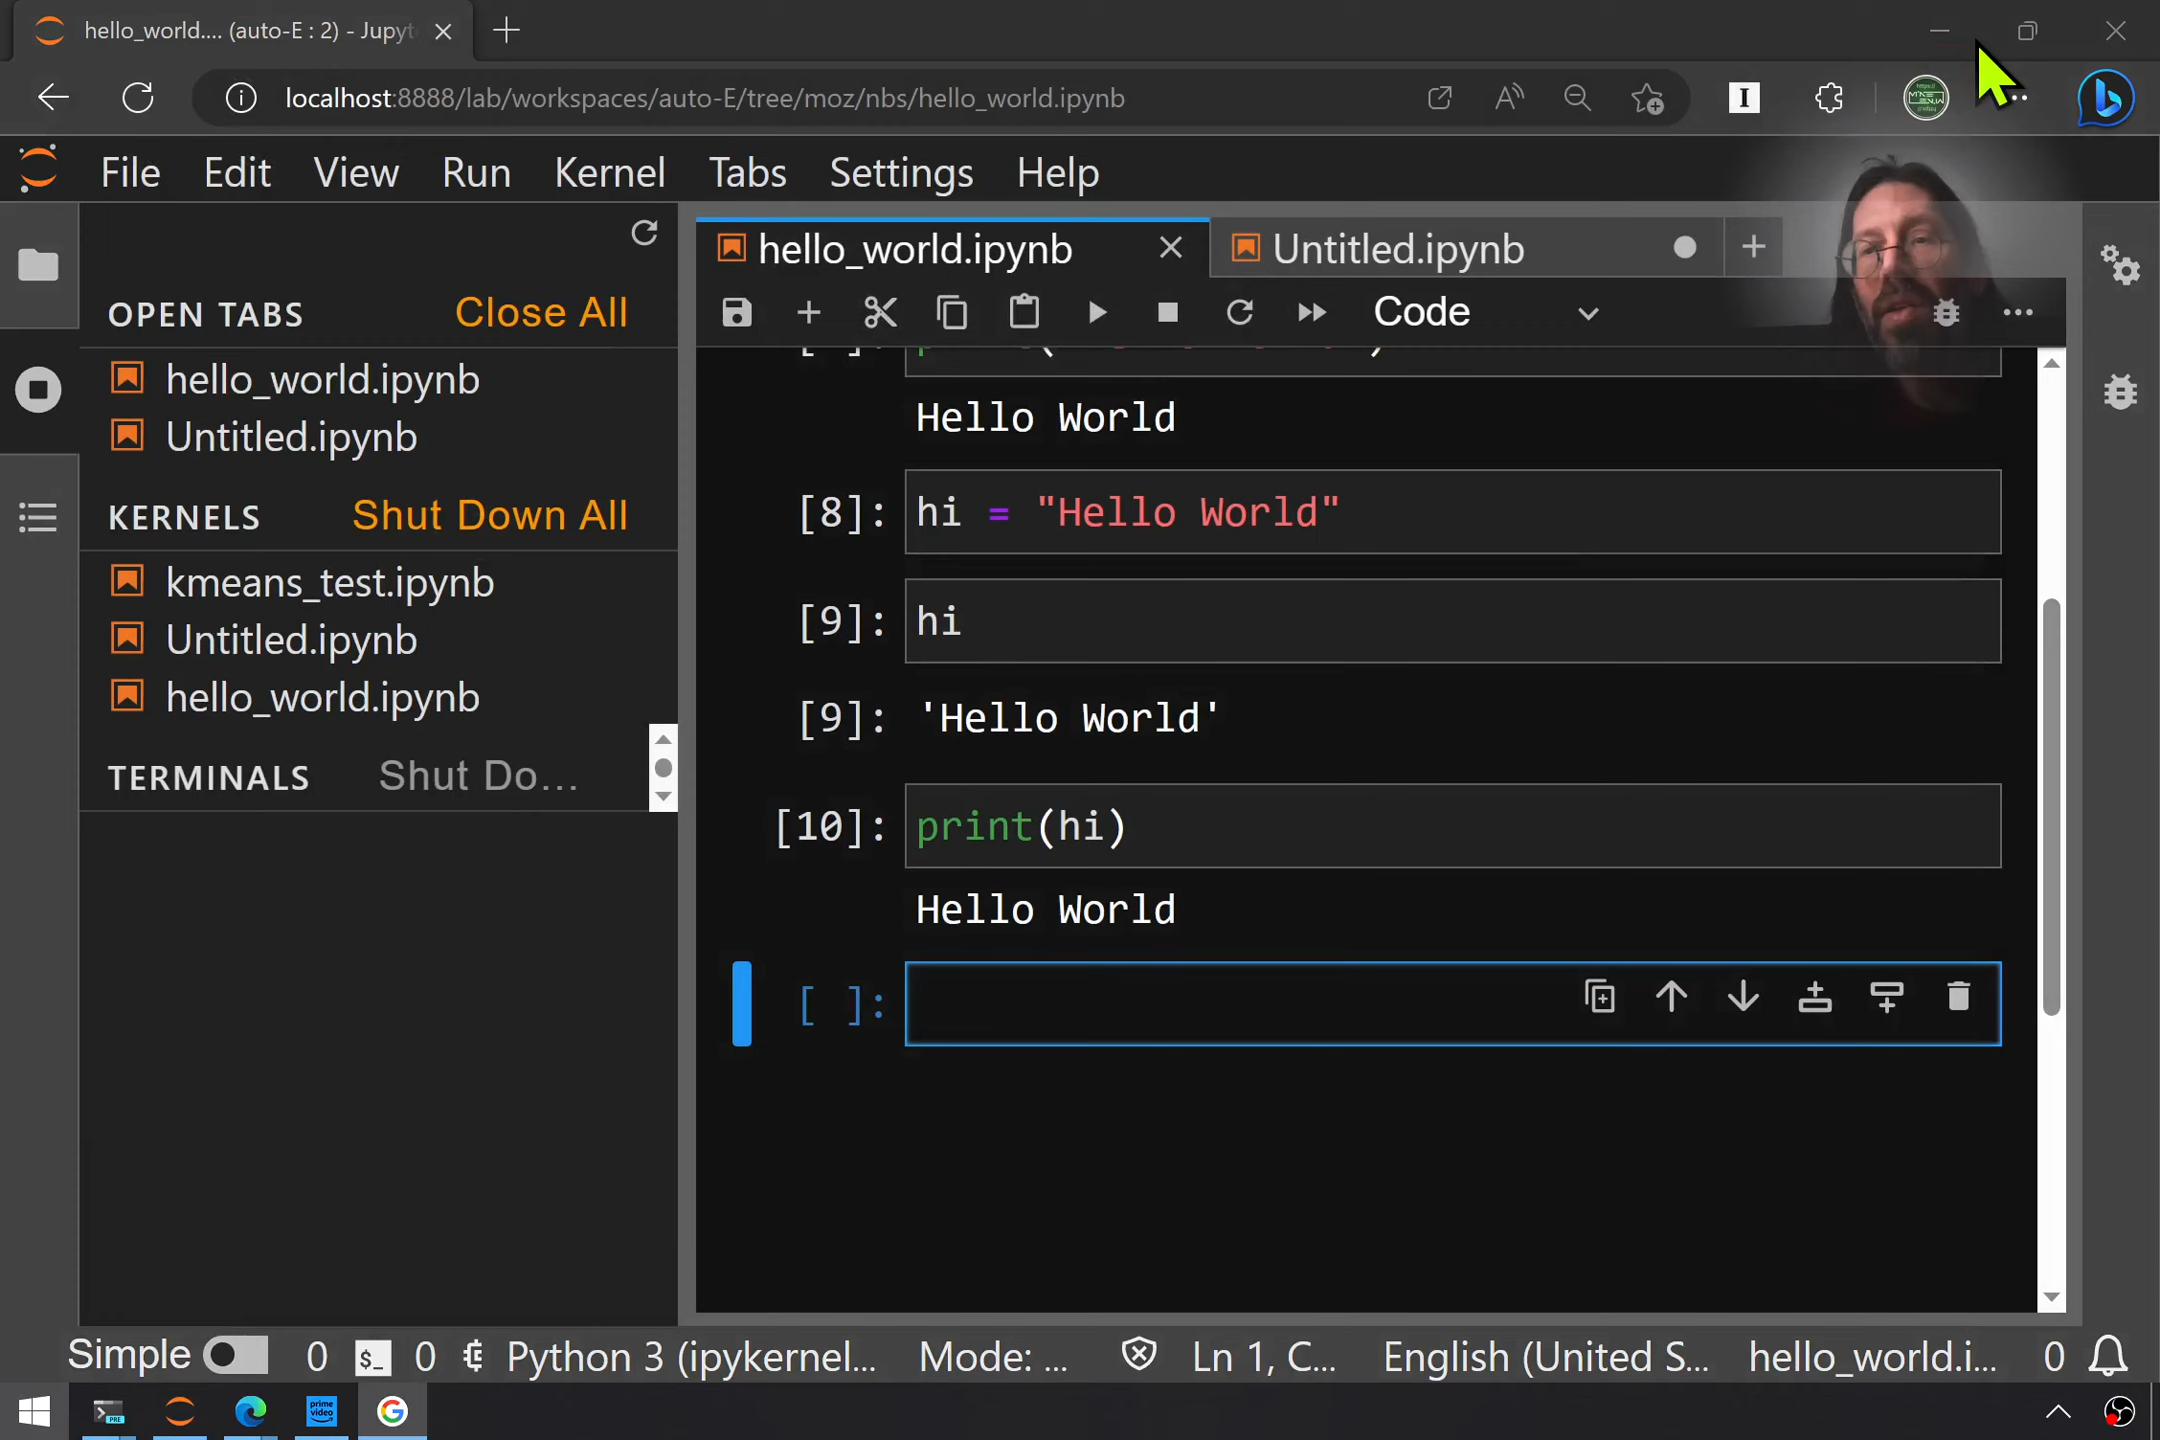 hello_world.... (auto-E : 2) - Jupyt
localhost:8888/lab/workspaces/auto-E/tree/moz/nbs/hello_world.ipynb
File Edit View Run Kernel Tabs Settings Help
OPEN TABS Close All
hello_world.ipynb
Untitled.ipynb
KERNELS Shut Down All
kmeans_test.ipynb
Untitled.ipynb
hello_world.ipynb
TERMINALS Shut Do...
hello_world.ipynb Untitled.ipynb
Code
Hello World
[8]: hi = "Hello World"
[9]: hi
[9]: 'Hello World'
[10]: print(hi)
Hello World
[ ]:
Simple 0 $_ 0 Python 3 (ipykernel... Mode: ... Ln 1, C... English (United S... hello_world.i... 0
PRE prime video